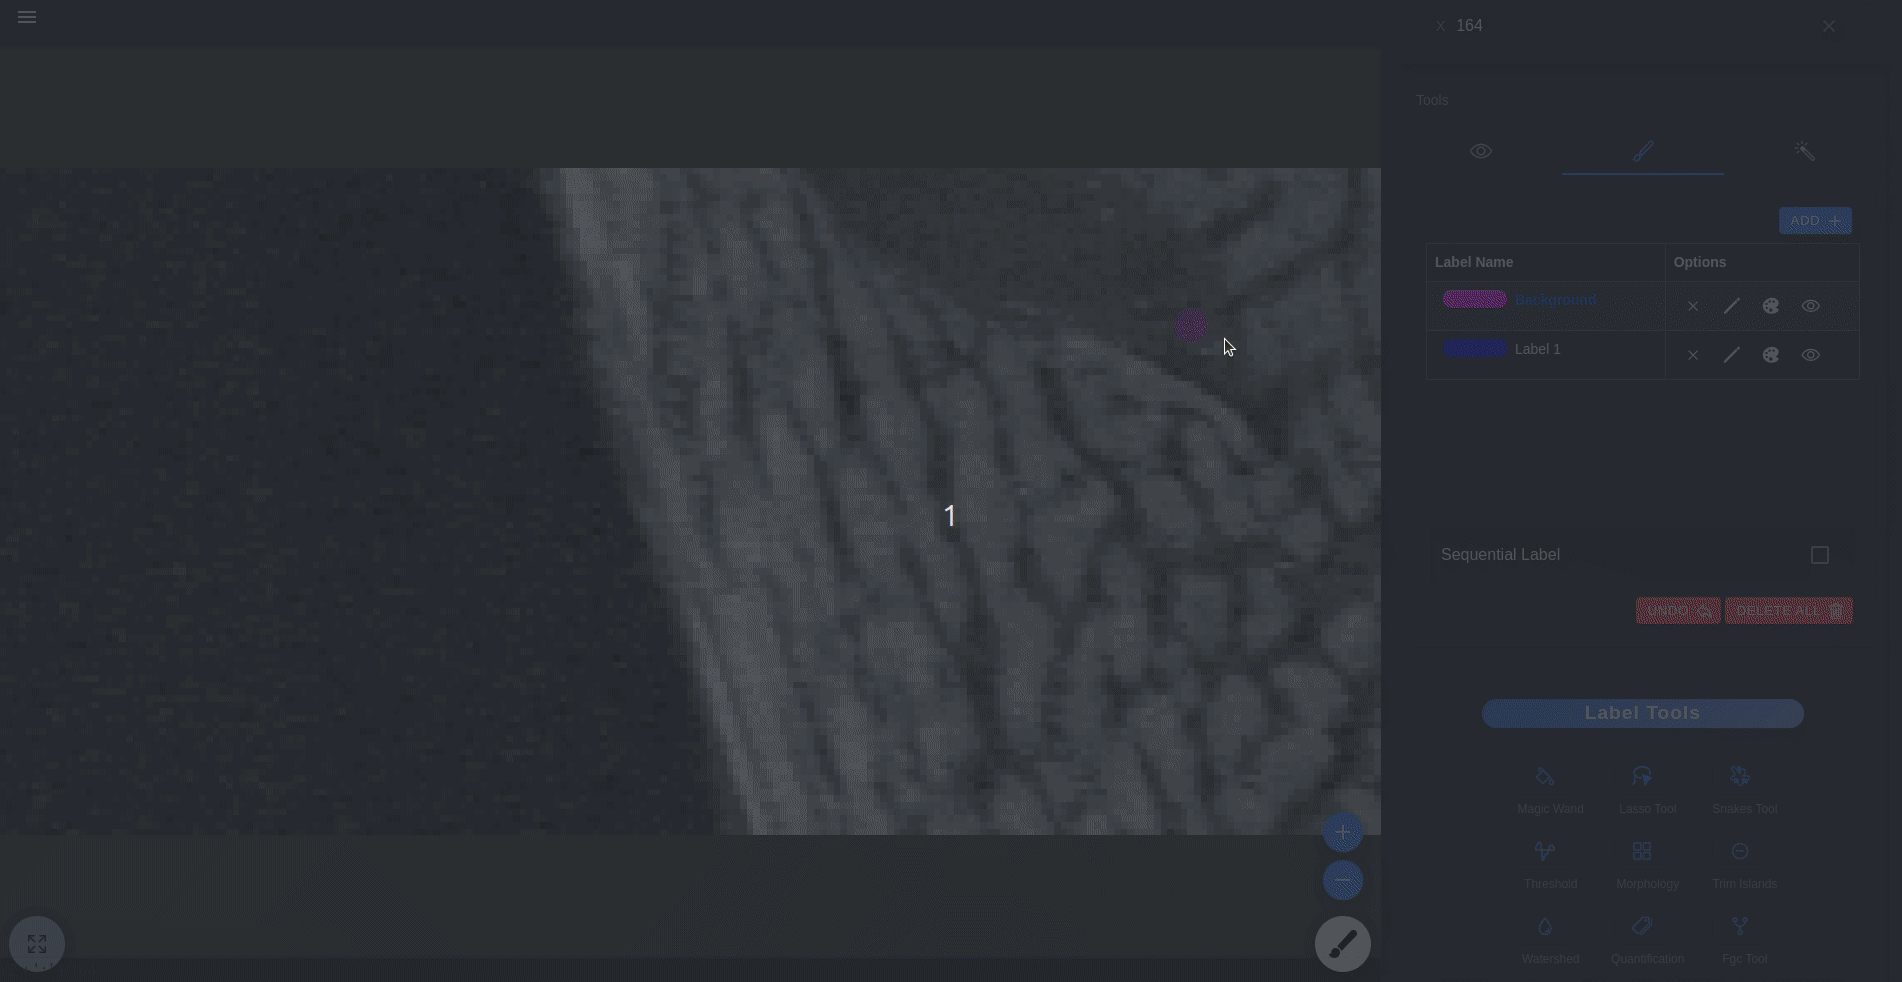 X 164
Tools
ADD
Label Name Options
Background
Label 1
1
Sequential Label
UNDO DELETE ALL
Label Tools
Magic Wand Lasso Tool Snakes Tool
Threshold Morphology Trim Islands
Watershed Quantification Fgc Tool